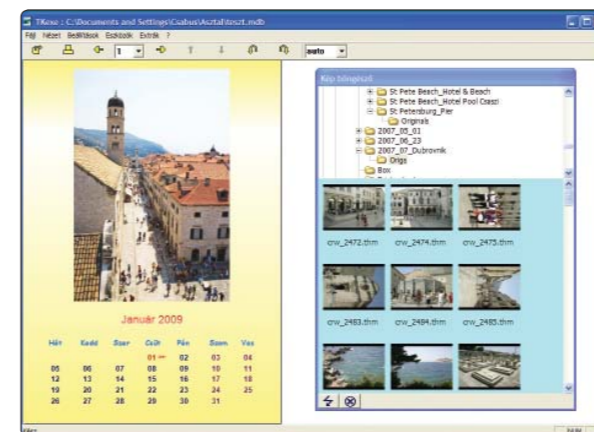 TKexe : C:\Documents and Settings\Csabus\Asztal\teszt.mdb
Fájl Nézet Beállítások Eszközök Extrák ?
1
auto
Január 2009
Hét Kedd Szer Csüt Pén Szom Vas
01 02 03 04
05 06 07 08 09 10 11
12 13 14 15 16 17 18
19 20 21 22 23 24 25
26 27 28 29 30 31
Kép böngésző
St Pete Beach_Hotel & Beach
St Pete Beach_Hotel Pool Crassi
St Petersburg_Pier
Originals
2007_05_01
2007_06_23
2007_07_Dubrovnik
Origs
Box
crw_2472.thm crw_2474.thm crw_2475.thm
crw_2483.thm crw_2484.thm crw_2485.thm